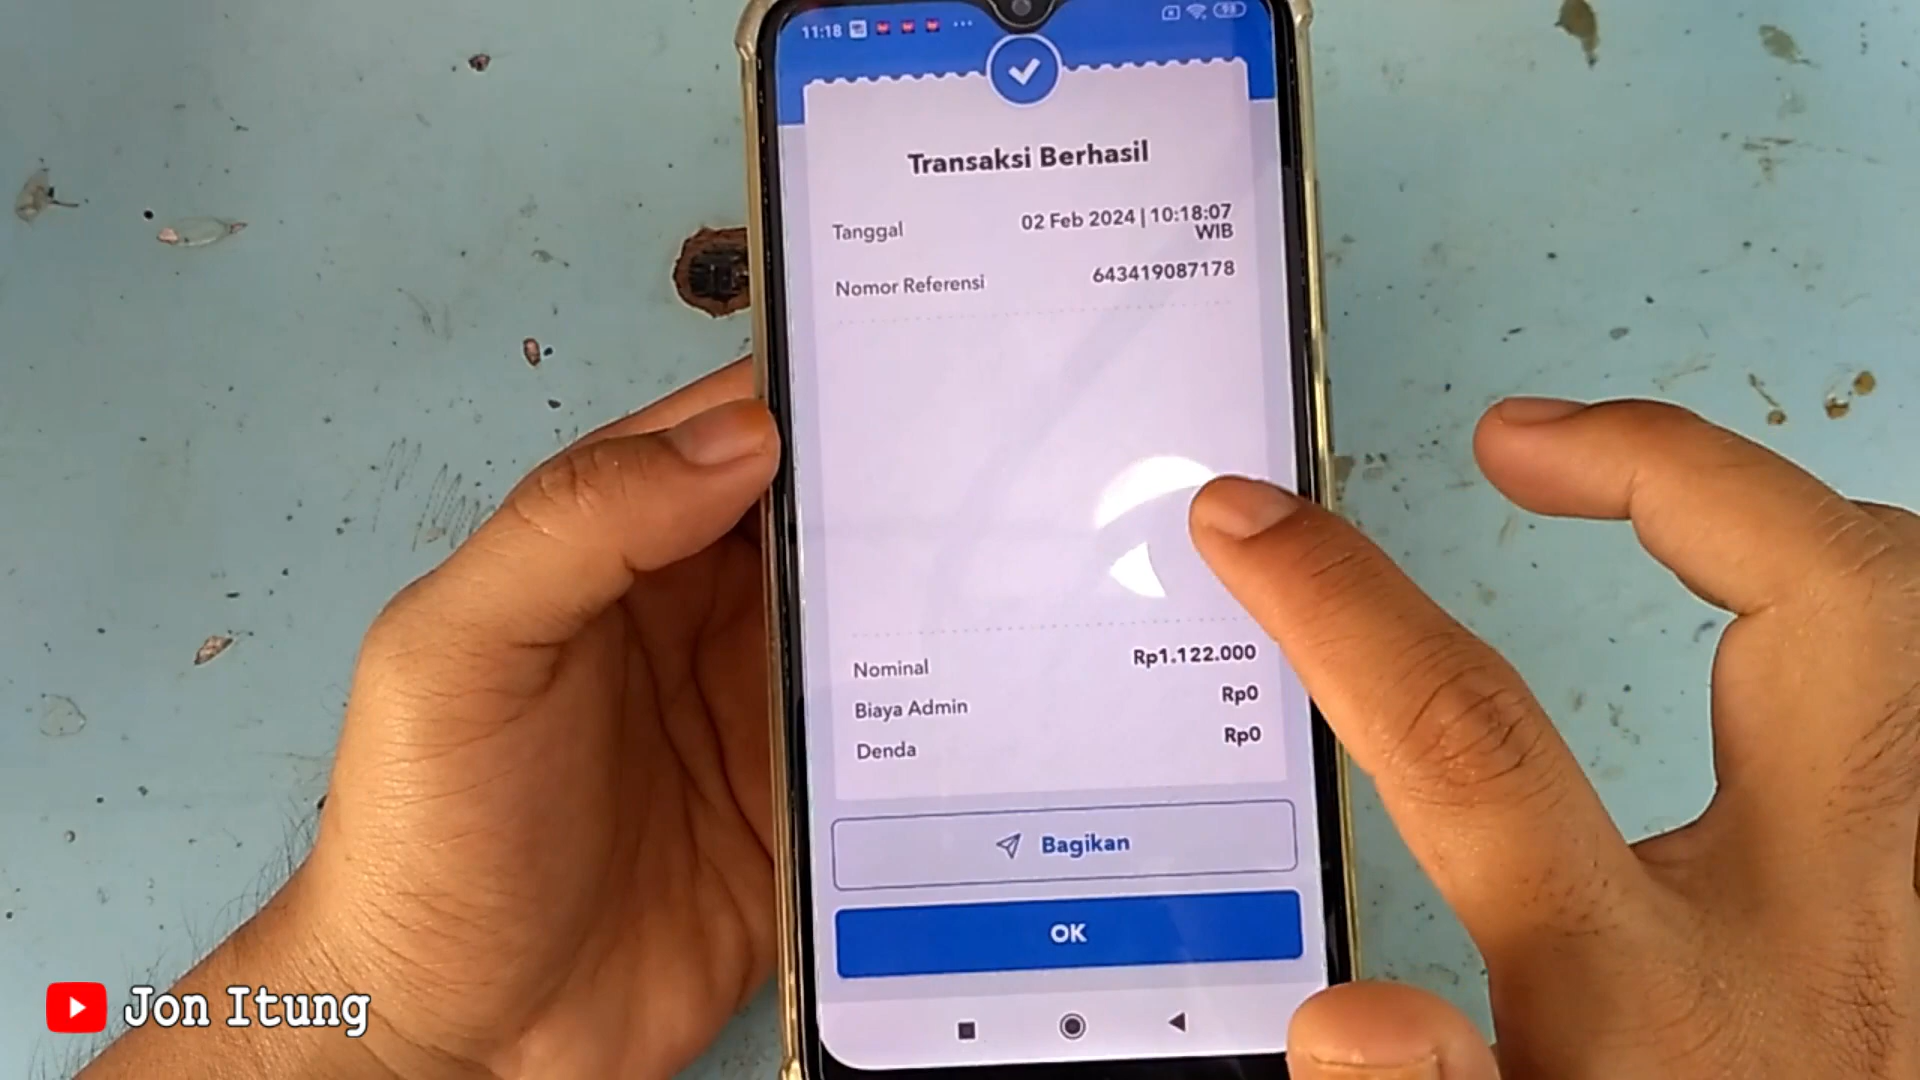 11:18
98
Transaksi Berhasil
Tanggal
02 Feb 2024 | 10:18:07
WIB
Nomor Referensi
643419087178
Nominal
Rp1.122.000
Biaya Admin
Rp0
Denda
Rp0
Bagikan
OK
Jon Itung